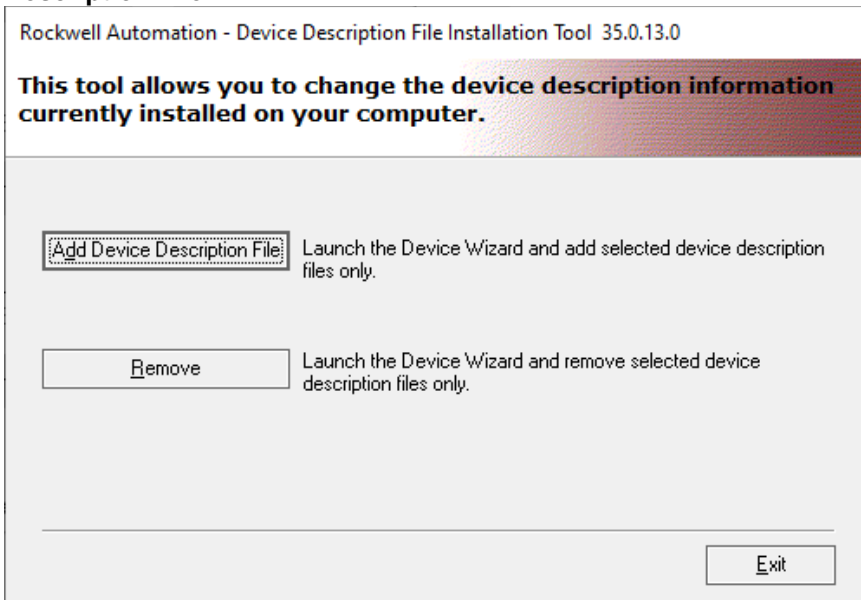 Rockwell Automation - Device Description File Installation Tool 35.0.13.0
This tool allows you to change the device description information
currently installed on your computer.
Add Device Description File
Launch the Device Wizard and add selected device description
files only.
Remove
Launch the Device Wizard and remove selected device
description files only.
Exit